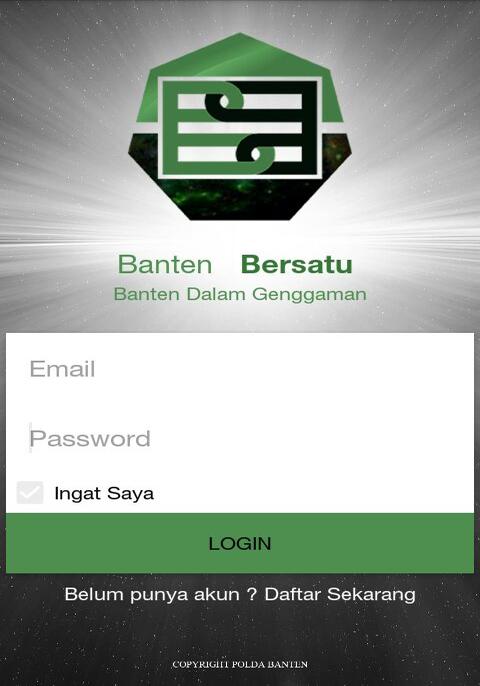 Banten Bersatu
Banten Dalam Genggaman
Email
Password
Ingat Saya
LOGIN
Belum punya akun ? Daftar Sekarang
COPYRIGHT POLDA BANTEN